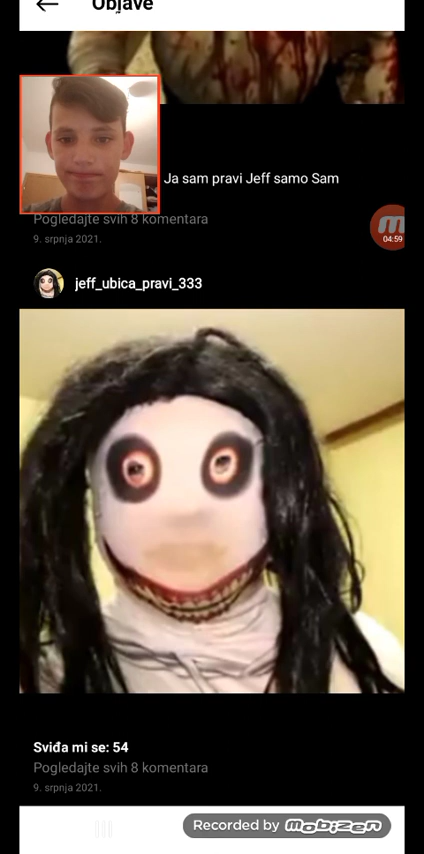 Objave
Ja sam pravi Jeff samo Sam
Pogledajte svih 8 komentara
9. srpnja 2021.
04:59
jeff_ubica_pravi_333
Sviđa mi se: 54
Pogledajte svih 8 komentara
9. srpnja 2021.
Recorded by mobizen